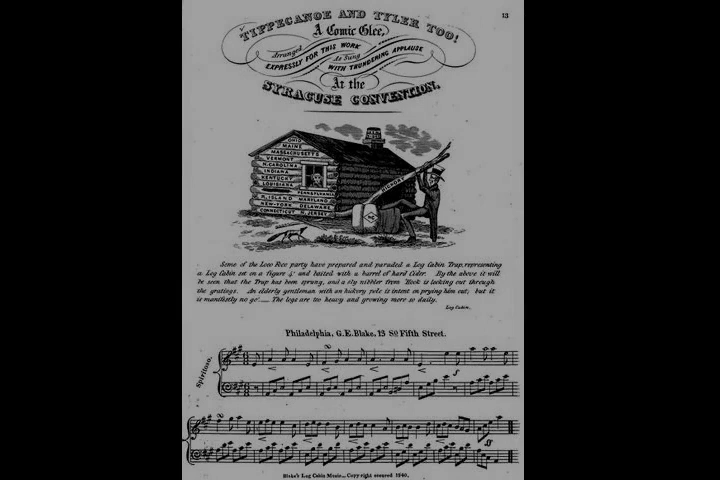 TIPPECANOE AND TYLER TOO!
13
A Comic Glee,
Arranged
EXPRESSLY FOR THIS WORK
As Sung
WITH THUNDERING APPLAUSE
At the
SYRACUSE CONVENTION.
OHIO
MAINE
MASSACHUSETTS
VERMONT
N. CAROLINA
INDIANA
KENTUCKY
LOUISIANA
PENNSYLVANIA
R. ISLAND MARYLAND
NEW-YORK DELAWARE
CONNECTICUT N. JERSEY
HICKORY
Some of the Loco Foco party have prepared and paraded a Log Cabin Trap, representing
a Log Cabin set on a figure 4 and baited with a barrel of hard Cider. By the above it will
be seen that the Trap has been sprung, and a sly nibbler from is looking out through
the gratings. An elderly gentleman with an hickory pole is intent on prying him out; but it
is manifestly no go. The logs are too heavy and growing more so daily.
Log Cabin.
Philadelphia, G.E. Blake, 13 So. Fifth Street.
Spiritoso.
Blake's Log Cabin Music. Copy right secured 1840.